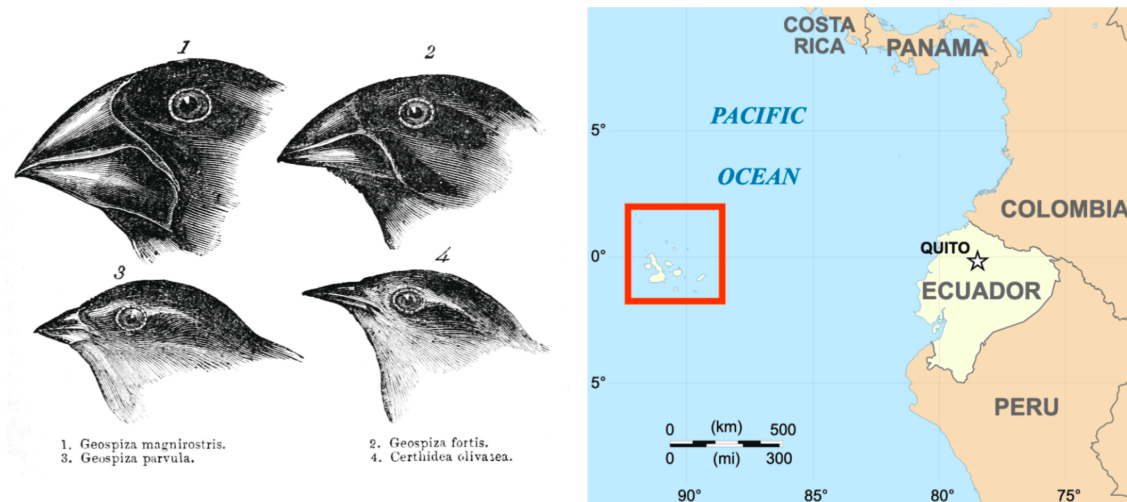 1
2
3
4
1. Geospiza magnirostris.
2. Geospiza fortis.
3. Geospiza parvula.
4. Certhidea olivasea.
COSTA
RICA
PANAMA
PACIFIC
OCEAN
5°
COLOMBIA
0°
QUITO
ECUADOR
5°
PERU
0 (km) 500
0 (mi) 300
90°
85°
80°
75°